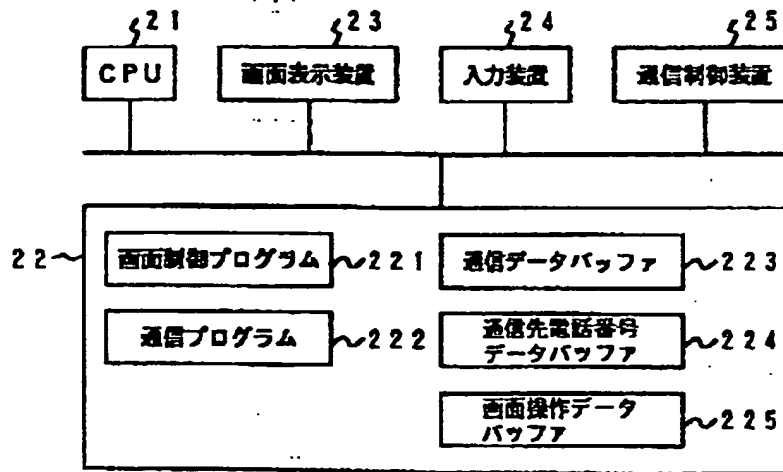 21 23 24 25
CPU 画面表示装置 入力装置 通信制御装置
22 画面制御プログラム 221 通信データバッファ 223
通信プログラム 222 通信先電話番号
データバッファ 224
画面操作データ
バッファ 225